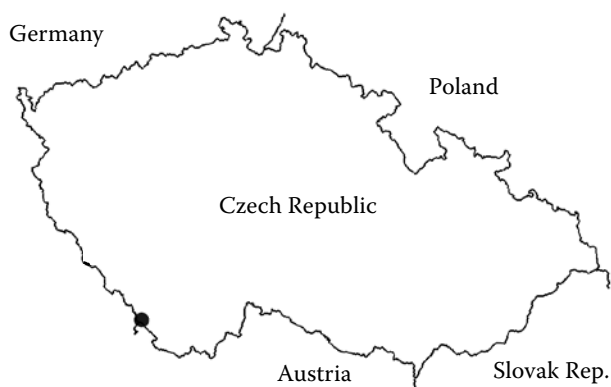 Germany
Poland
Czech Republic
Austria
Slovak Rep.